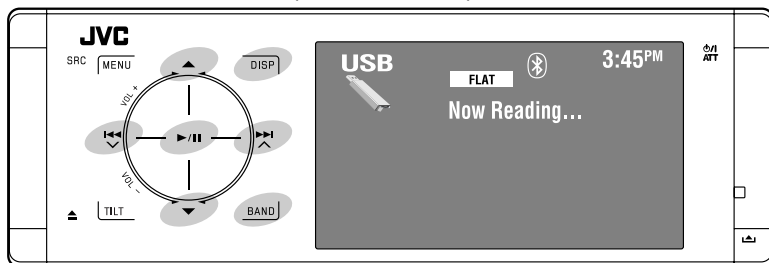 JVC
SRC MENU DISP
VOL +
VOL –
TILT BAND
USB
FLAT
3:45PM
Now Reading...
ATT